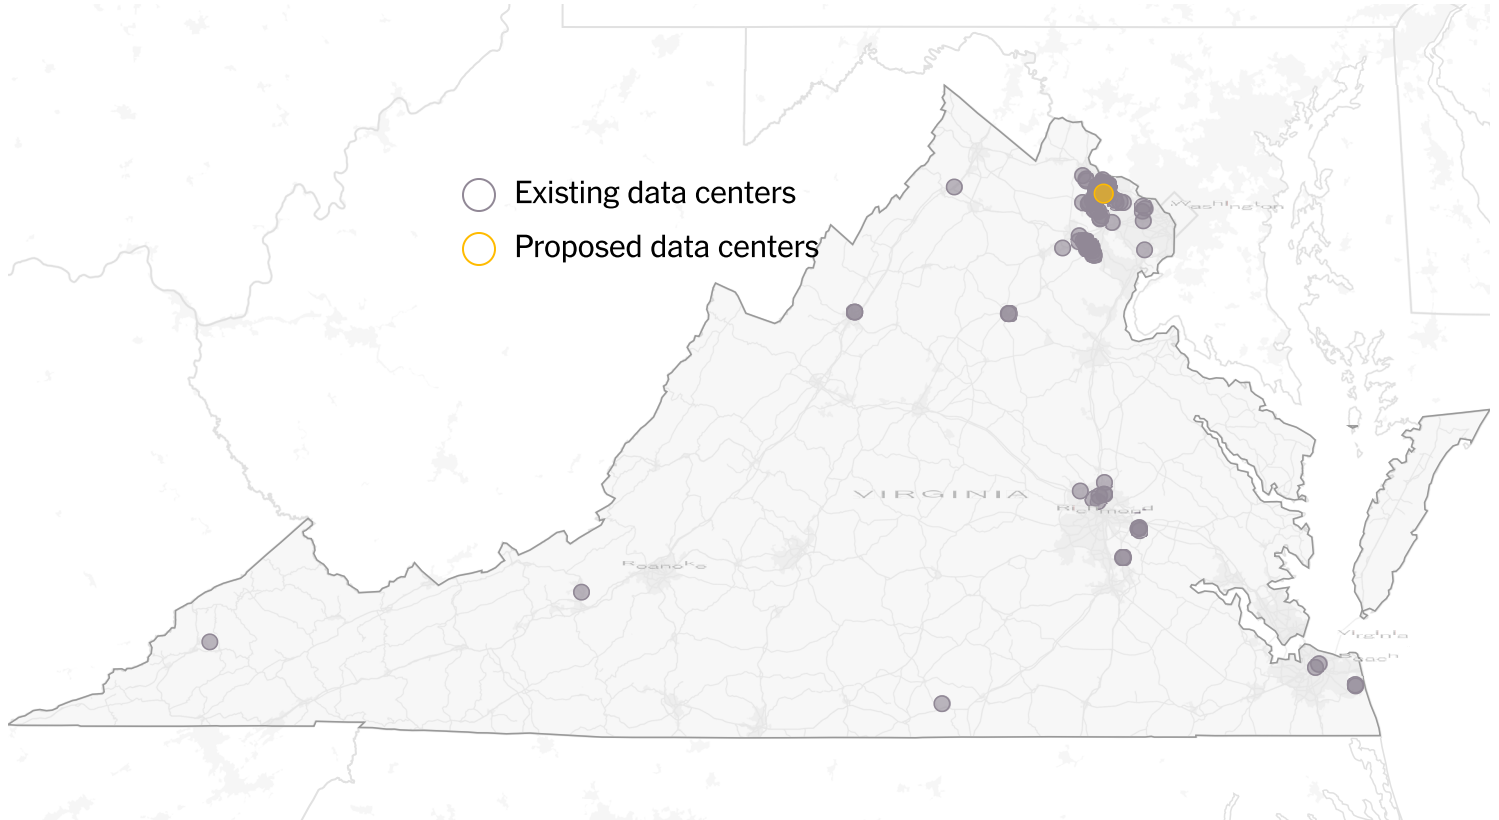 Washington
Existing data centers
Proposed data centers
VIRGINIA
Richmond
Roanoke
Virginia
Beach